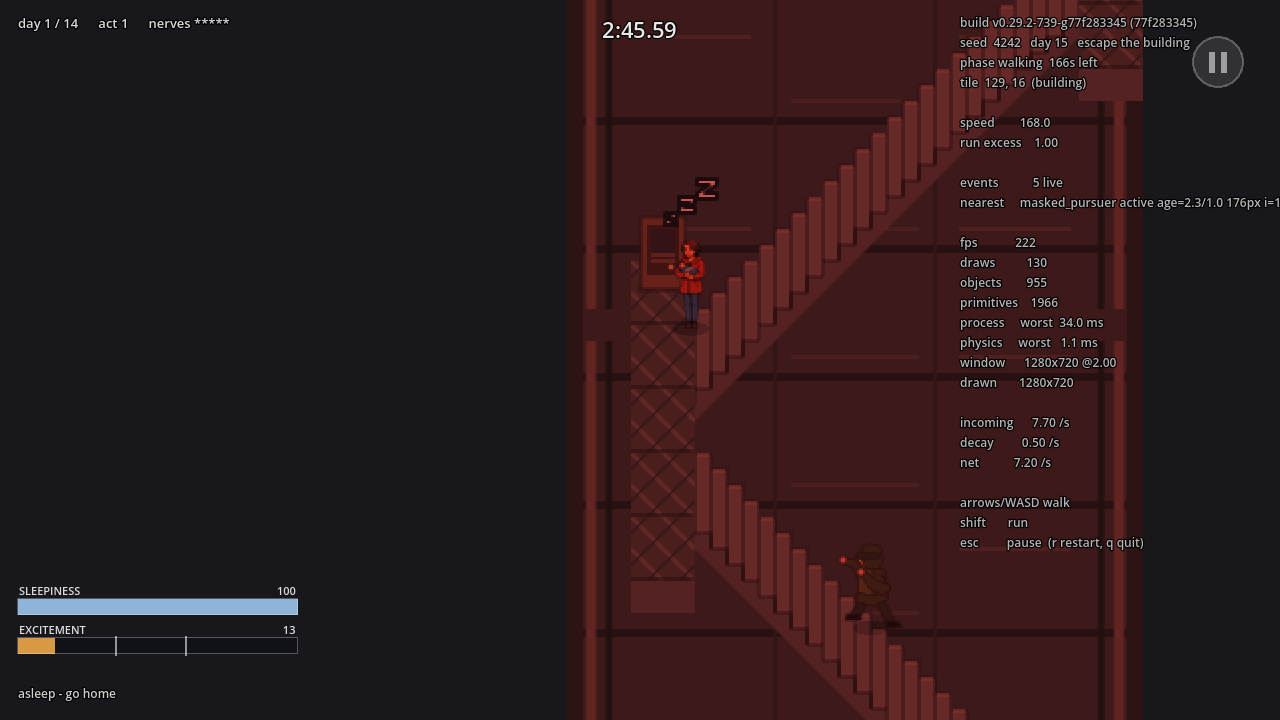 day 1 / 14 act 1 nerves *****
2:45.59
build v0.29.2-739-g77f283345 (77f283345)
seed 4242 day 15 escape the building
phase walking 166s left
tile 129, 16 (building)
speed 168.0
run excess 1.00
events 5 live
nearest masked_pursuer active age=2.3/1.0 176px i=1
fps 222
draws 130
objects 955
primitives 1966
process worst 34.0 ms
physics worst 1.1 ms
window 1280x720 @2.00
drawn 1280x720
incoming 7.70 /s
decay 0.50 /s
net 7.20 /s
arrows/WASD walk
shift run
esc pause (r restart, q quit)
SLEEPINESS 100
EXCITEMENT 13
asleep - go home